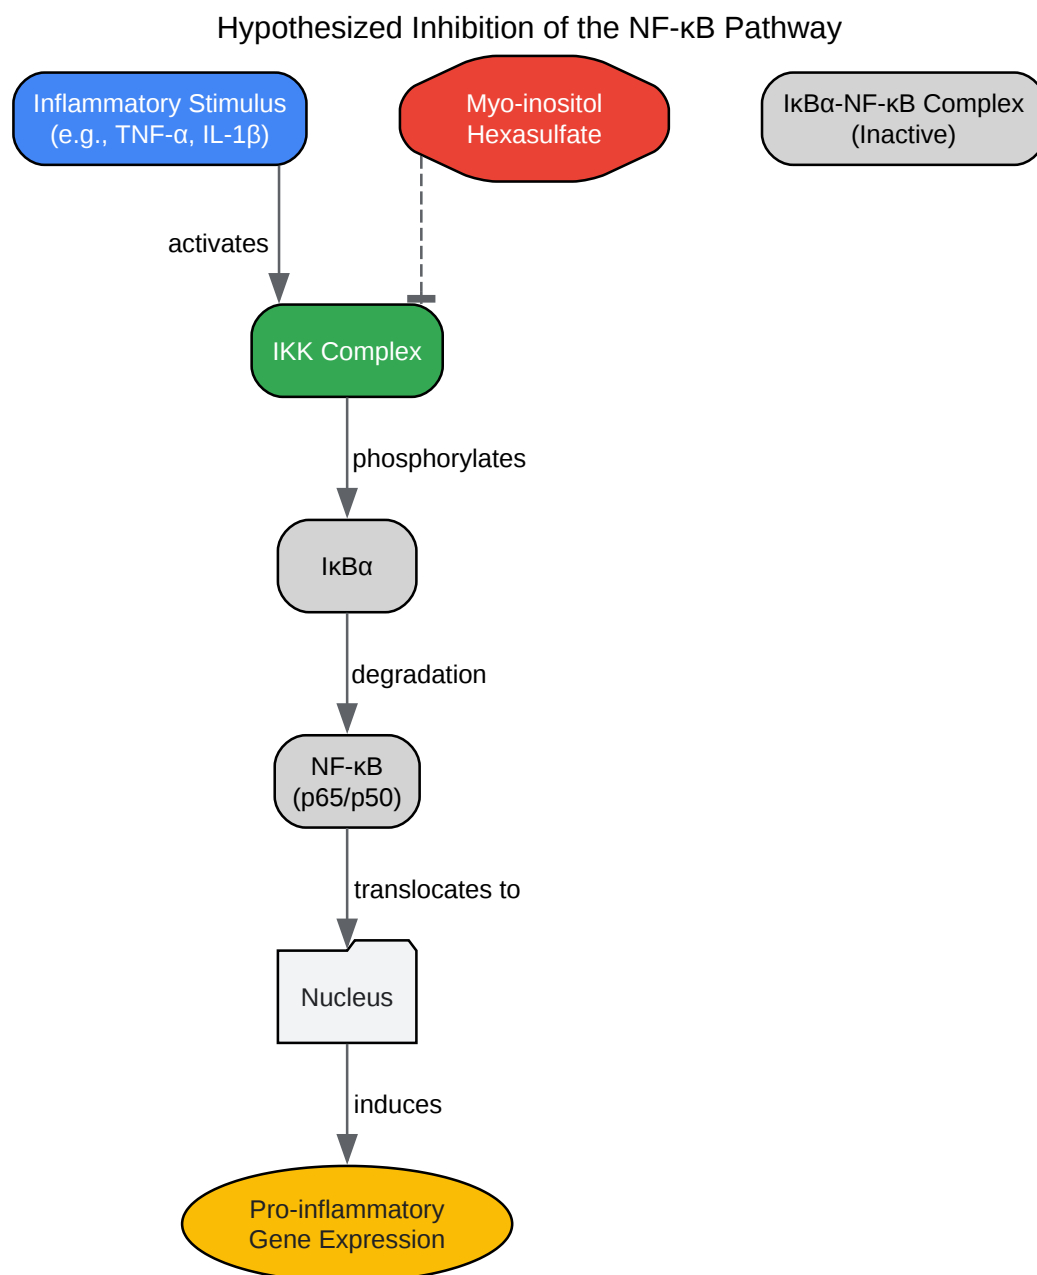 Hypothesized Inhibition of the NF-κB Pathway
Inflammatory Stimulus
(e.g., TNF-α, IL-1β)
Myo-inositol
Hexasulfate
IκBα-NF-κB Complex
(Inactive)
activates
IKK Complex
phosphorylates
IκBα
degradation
NF-κB
(p65/p50)
translocates to
Nucleus
induces
Pro-inflammatory
Gene Expression